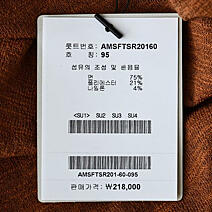 롯트번호: AMSFTSR20160
호 칭: 95
섬유의 조성 및 혼용율
면 75%
폴리에스터 21%
나일론 4%
<SU1> SU2 SU3 SU4
AMSFTSR201-60-095
판매가격: ₩218,000